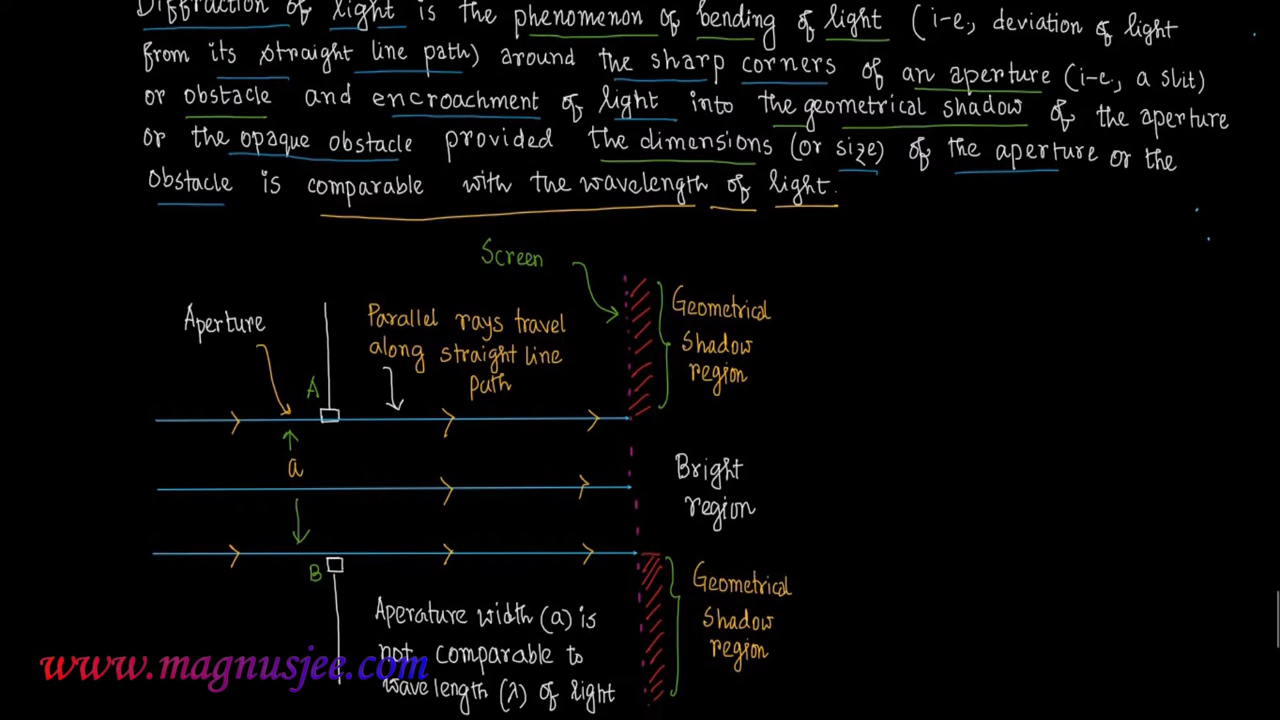 Diffraction of light is the phenomenon of bending of light (i-e, deviation of light
from its straight line path) around the sharp corners of an aperture (i-e, a slit)
or obstacle and encroachment of light into the geometrical shadow of the aperture
or the opaque obstacle provided the dimensions (or size) of the aperture or the
obstacle is comparable with the wavelength of light.
Screen
Aperture
Parallel rays travel
along straight line
path
Geometrical
Shadow
region
A
a
Bright
region
B
Geometrical
Shadow
region
Aperature width (a) is
not comparable to
wavelength (λ) of light
www.magnusjee.com